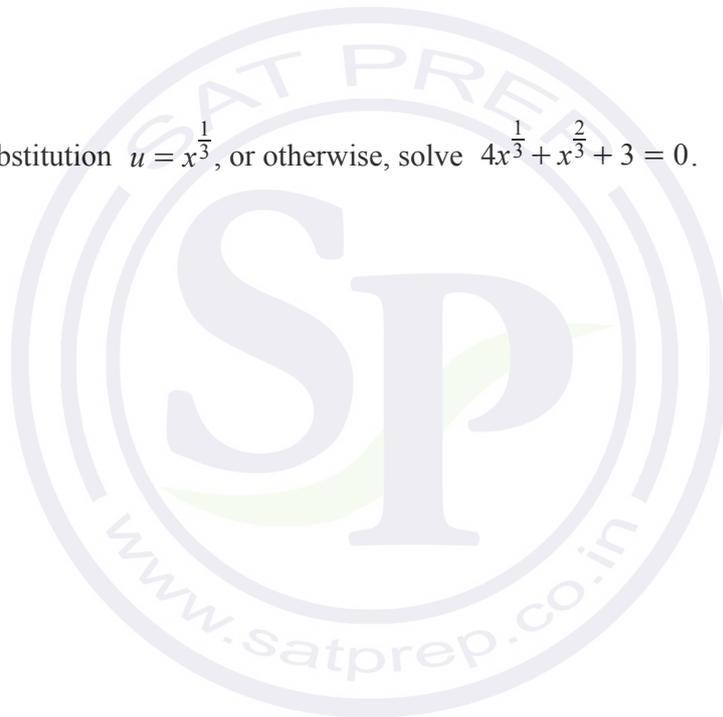 SAT PREP
bstitution u = x^{1/3}, or otherwise, solve 4x^{1/3} + x^{2/3} + 3 = 0.
SP
www.satprep.co.in